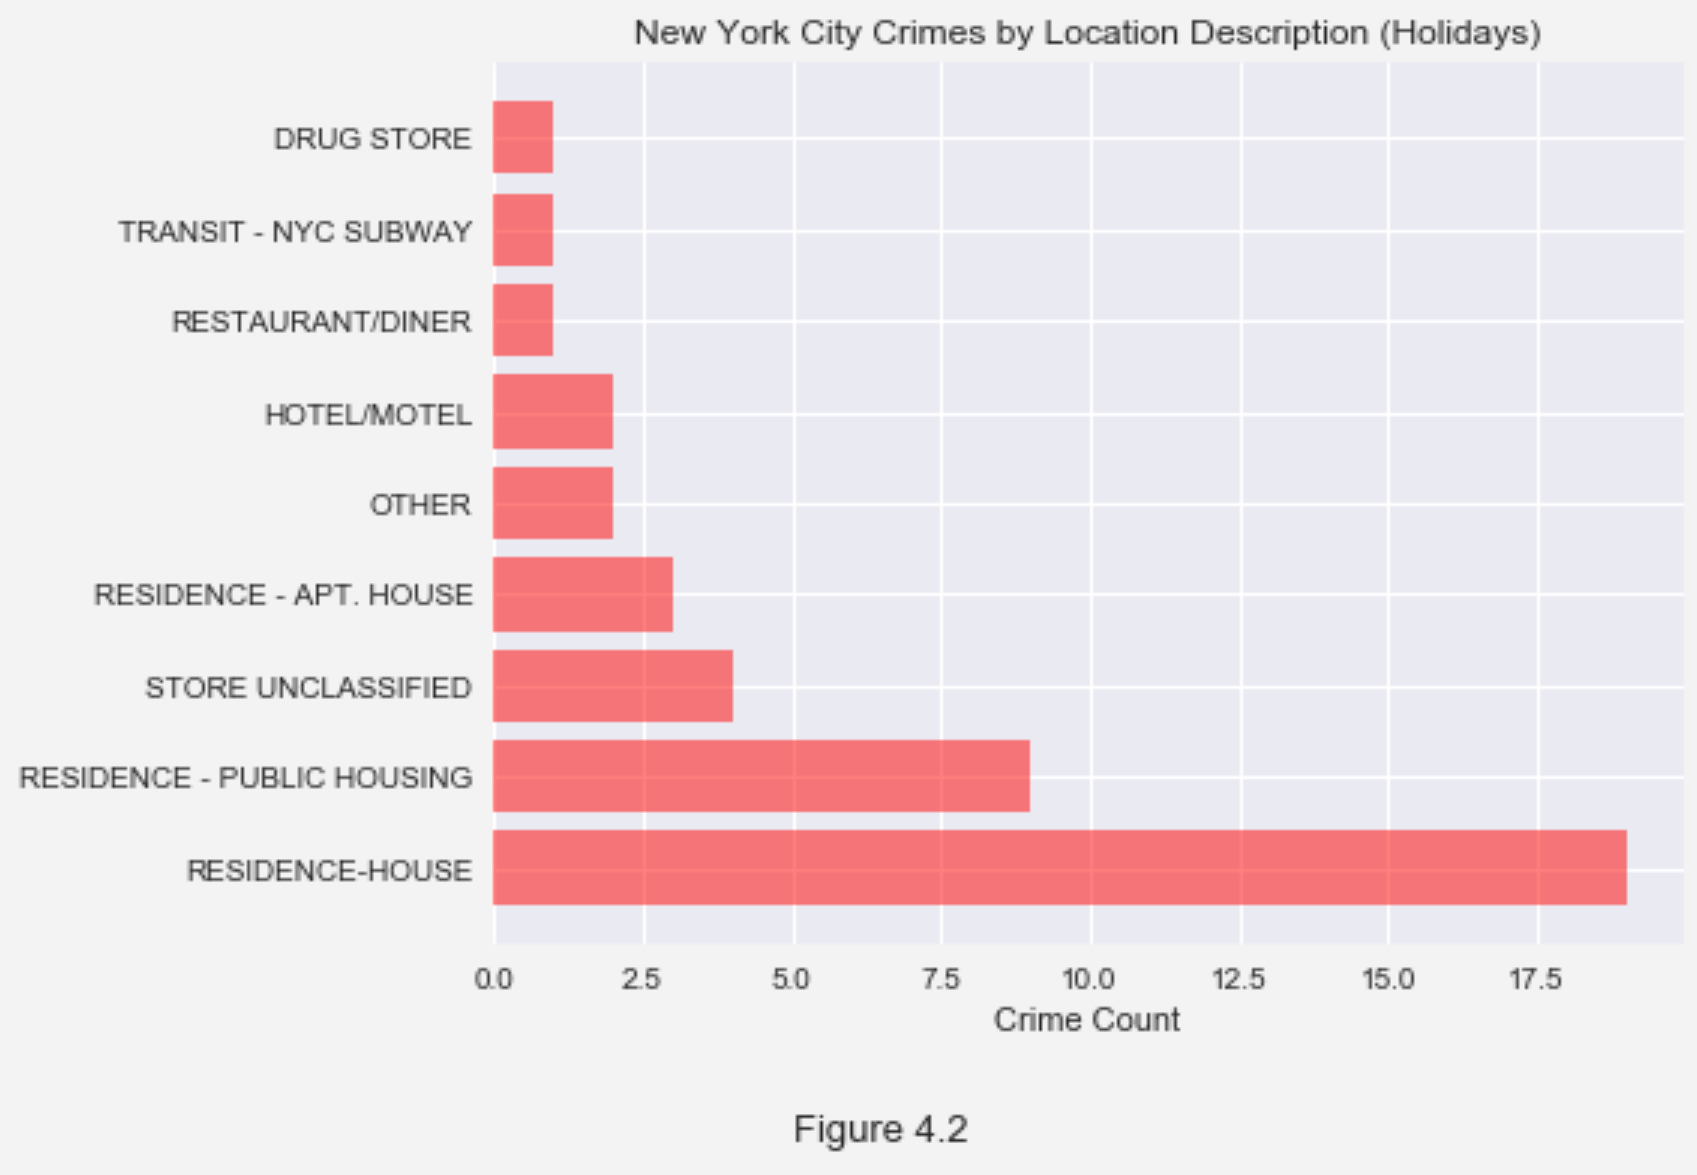 New York City Crimes by Location Description (Holidays)
DRUG STORE
TRANSIT - NYC SUBWAY
RESTAURANT/DINER
HOTEL/MOTEL
OTHER
RESIDENCE - APT. HOUSE
STORE UNCLASSIFIED
RESIDENCE - PUBLIC HOUSING
RESIDENCE-HOUSE
0.0 2.5 5.0 7.5 10.0 12.5 15.0 17.5
Crime Count
Figure 4.2